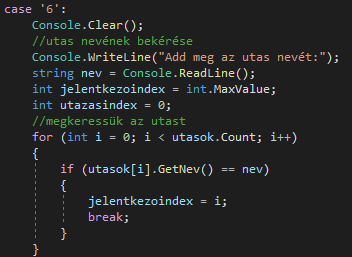 case '6':
Console.Clear();
//utas nevének bekérése
Console.WriteLine("Add meg az utas nevét:");
string nev = Console.ReadLine();
int jelentkezoindex = int.MaxValue;
int utazasindex = 0;
//megkeressük az utast
for (int i = 0; i < utasok.Count; i++)
{
if (utasok[i].GetNev() == nev)
{
jelentkezoindex = i;
break;
}
}